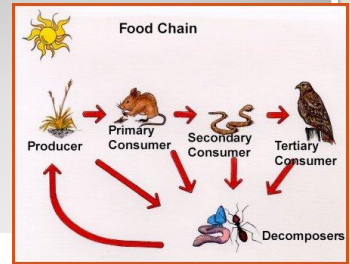 Food Chain
Producer
Primary
Consumer
Secondary
Consumer
Tertiary
Consumer
Decomposers